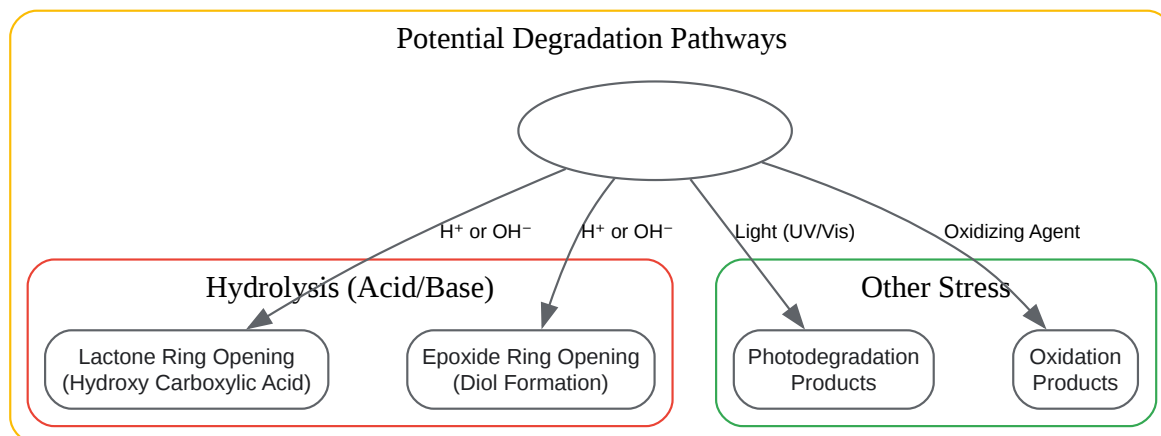 Potential Degradation Pathways
H⁺ or OH⁻
H⁺ or OH⁻
Light (UV/Vis)
Oxidizing Agent
Hydrolysis (Acid/Base)
Other Stress
Lactone Ring Opening
(Hydroxy Carboxylic Acid)
Epoxide Ring Opening
(Diol Formation)
Photodegradation
Products
Oxidation
Products